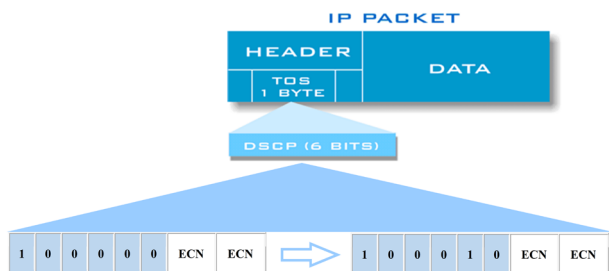 IP PACKET
HEADER
DATA
TOS
1 BYTE
DSCP (6 BITS)
1 0 0 0 0 0 ECN ECN 1 0 0 0 1 0 ECN ECN